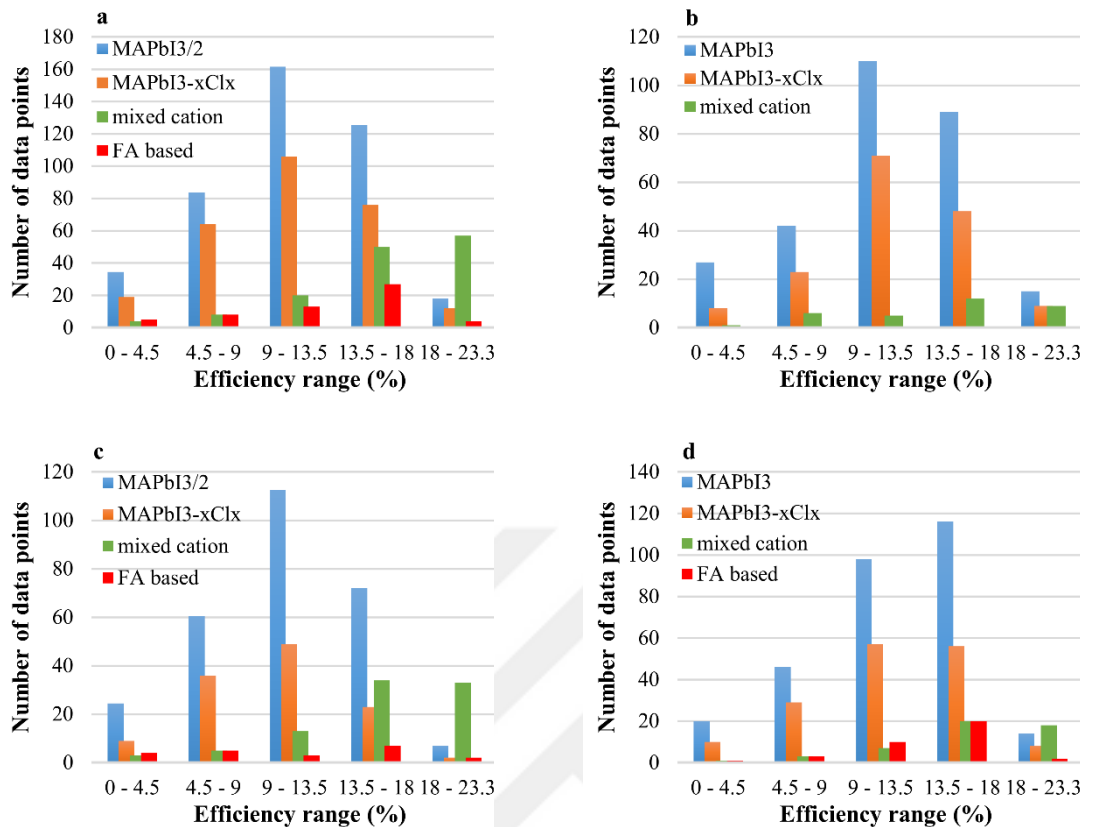 a
Number of data points
180
160
140
120
100
80
60
40
20
0
MAPbI3/2
MAPbI3-xClx
mixed cation
FA based
0 - 4.5 4.5 - 9 9 - 13.5 13.5 - 18 18 - 23.3
Efficiency range (%)
b
Number of data points
120
100
80
60
40
20
0
MAPbI3
MAPbI3-xClx
mixed cation
0 - 4.5 4.5 - 9 9 - 13.5 13.5 - 18 18 - 23.3
Efficiency range (%)
c
Number of data points
120
100
80
60
40
20
0
MAPbI3/2
MAPbI3-xClx
mixed cation
FA based
0 - 4.5 4.5 - 9 9 - 13.5 13.5 - 18 18 - 23.3
Efficiency range (%)
d
Number of data points
140
120
100
80
60
40
20
0
MAPbI3
MAPbI3-xClx
mixed cation
FA based
0 - 4.5 4.5 - 9 9 - 13.5 13.5 - 18 18 - 23.3
Efficiency range (%)